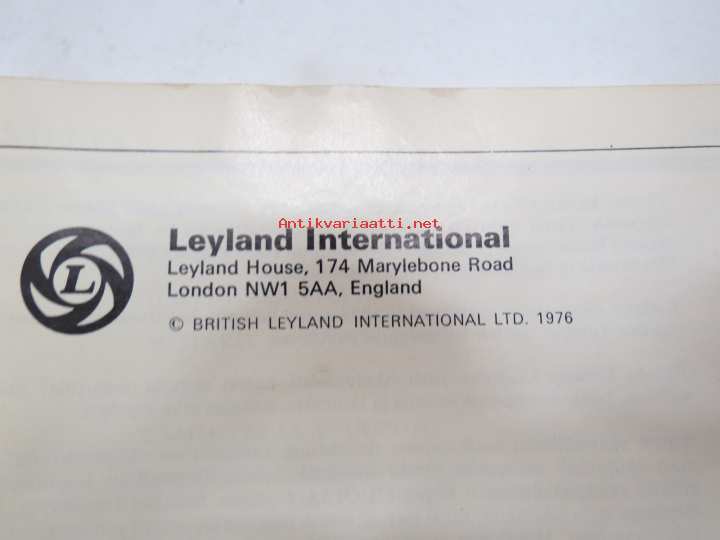 Antikvariaatti.net
L
Leyland International
Leyland House, 174 Marylebone Road
London NW1 5AA, England
© BRITISH LEYLAND INTERNATIONAL LTD. 1976